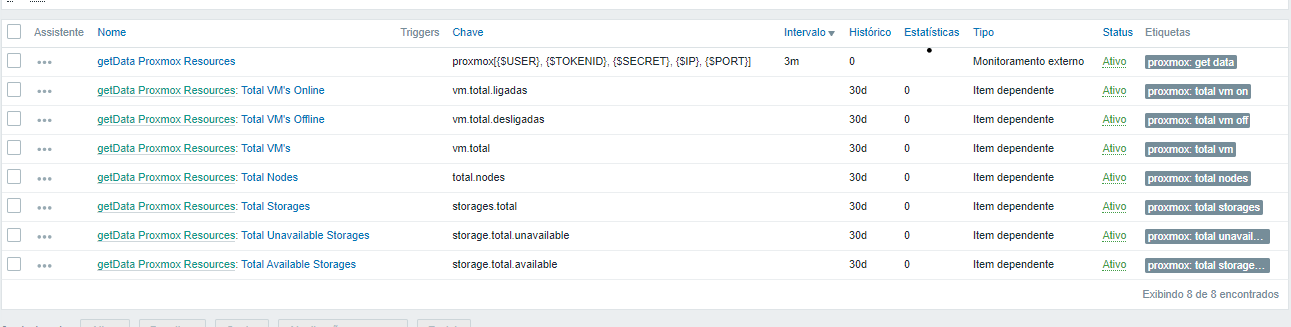 Assistente Nome Triggers Chave Intervalo Histórico Estatísticas Tipo Status Etiquetas
getData Proxmox Resources proxmox[{$USER}, {$TOKENID}, {$SECRET}, {$IP}, {$PORT}] 3m 0 Monitoramento externo Ativo proxmox: get data
getData Proxmox Resources: Total VM's Online vm.total.ligadas 30d 0 Item dependente Ativo proxmox: total vm on
getData Proxmox Resources: Total VM's Offline vm.total.desligadas 30d 0 Item dependente Ativo proxmox: total vm off
getData Proxmox Resources: Total VM's vm.total 30d 0 Item dependente Ativo proxmox: total vm
getData Proxmox Resources: Total Nodes total.nodes 30d 0 Item dependente Ativo proxmox: total nodes
getData Proxmox Resources: Total Storages storages.total 30d 0 Item dependente Ativo proxmox: total storages
getData Proxmox Resources: Total Unavailable Storages storage.total.unavailable 30d 0 Item dependente Ativo proxmox: total unavail...
getData Proxmox Resources: Total Available Storages storage.total.available 30d 0 Item dependente Ativo proxmox: total storage...
Exibindo 8 de 8 encontrados